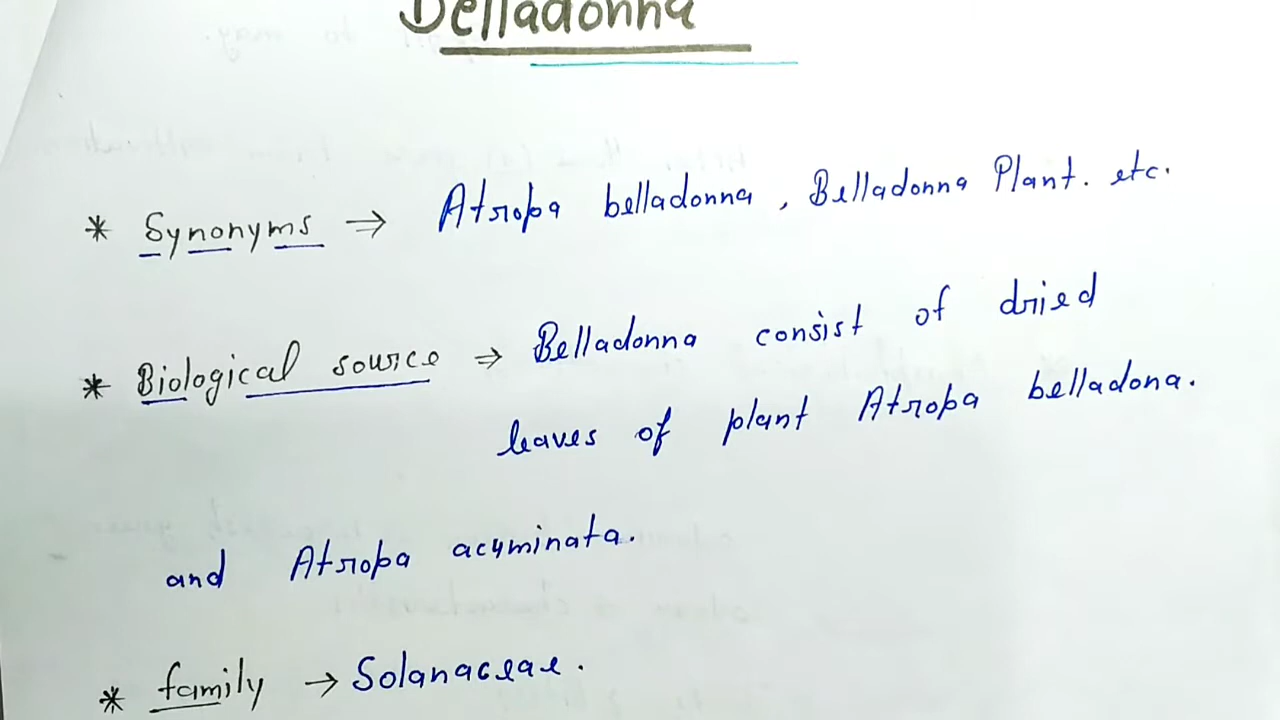 Belladonna
* Synonyms ⇒ Atropa belladonna, Belladonna Plant. etc.
* Biological source ⇒ Belladonna consist of dried
leaves of plant Atropa belladona.
and Atropa acuminata.
* family → Solanaceae.